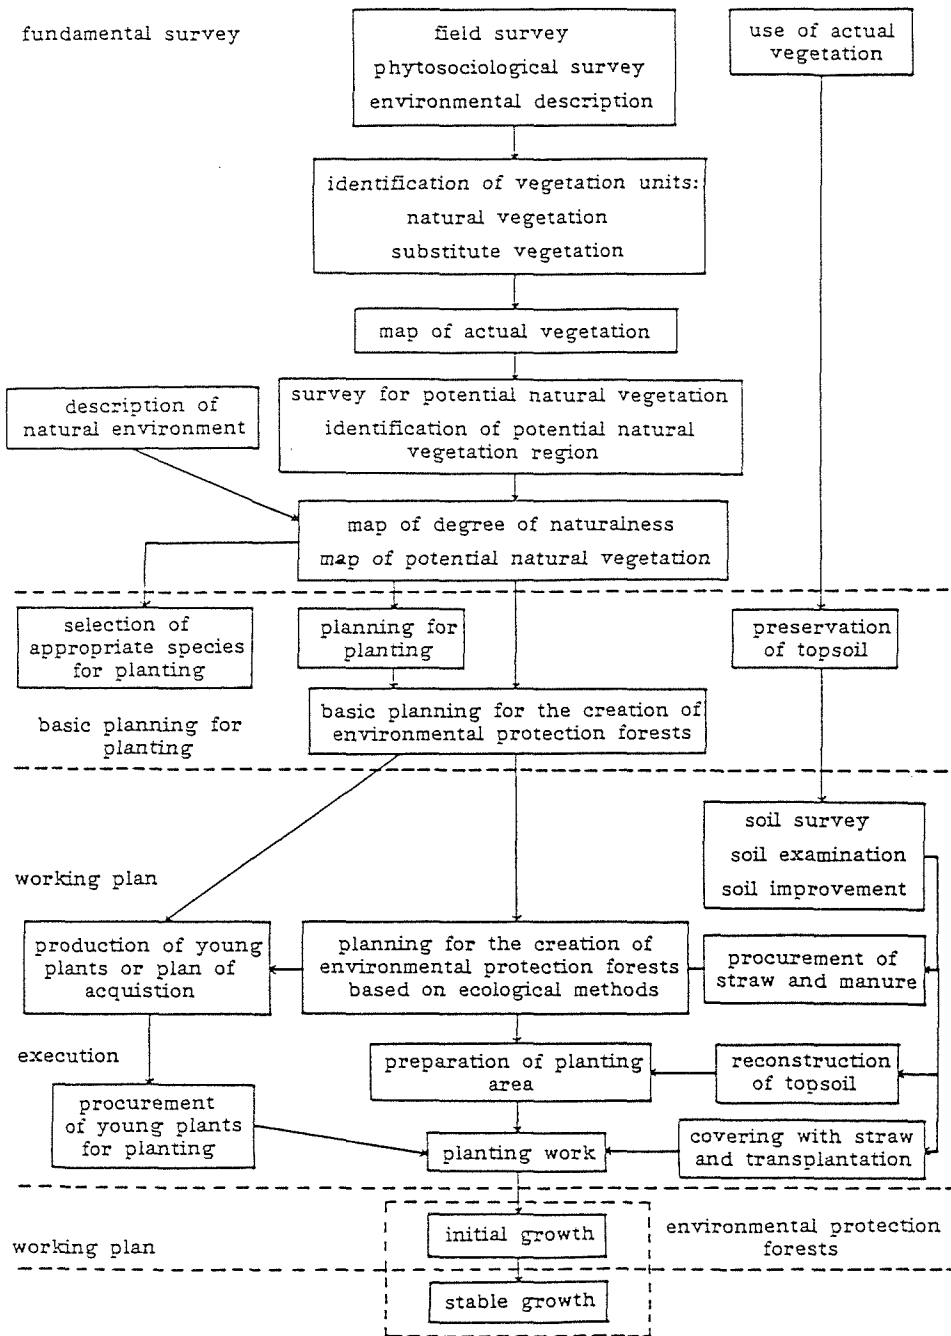 fundamental survey
field survey
phytosociological survey
environmental description
use of actual
vegetation
identification of vegetation units:
natural vegetation
substitute vegetation
map of actual vegetation
description of
natural environment
survey for potential natural vegetation
identification of potential natural
vegetation region
map of degree of naturalness
map of potential natural vegetation
selection of
appropriate species
for planting
planning for
planting
preservation
of topsoil
basic planning for
planting
basic planning for the creation of
environmental protection forests
soil survey
soil examination
soil improvement
working plan
production of young
plants or plan of
acquistion
planning for the creation of
environmental protection forests
based on ecological methods
procurement of
straw and manure
execution
preparation of planting
area
reconstruction
of topsoil
procurement
of young plants
for planting
planting work
covering with straw
and transplantation
working plan
initial growth
environmental protection
forests
stable growth